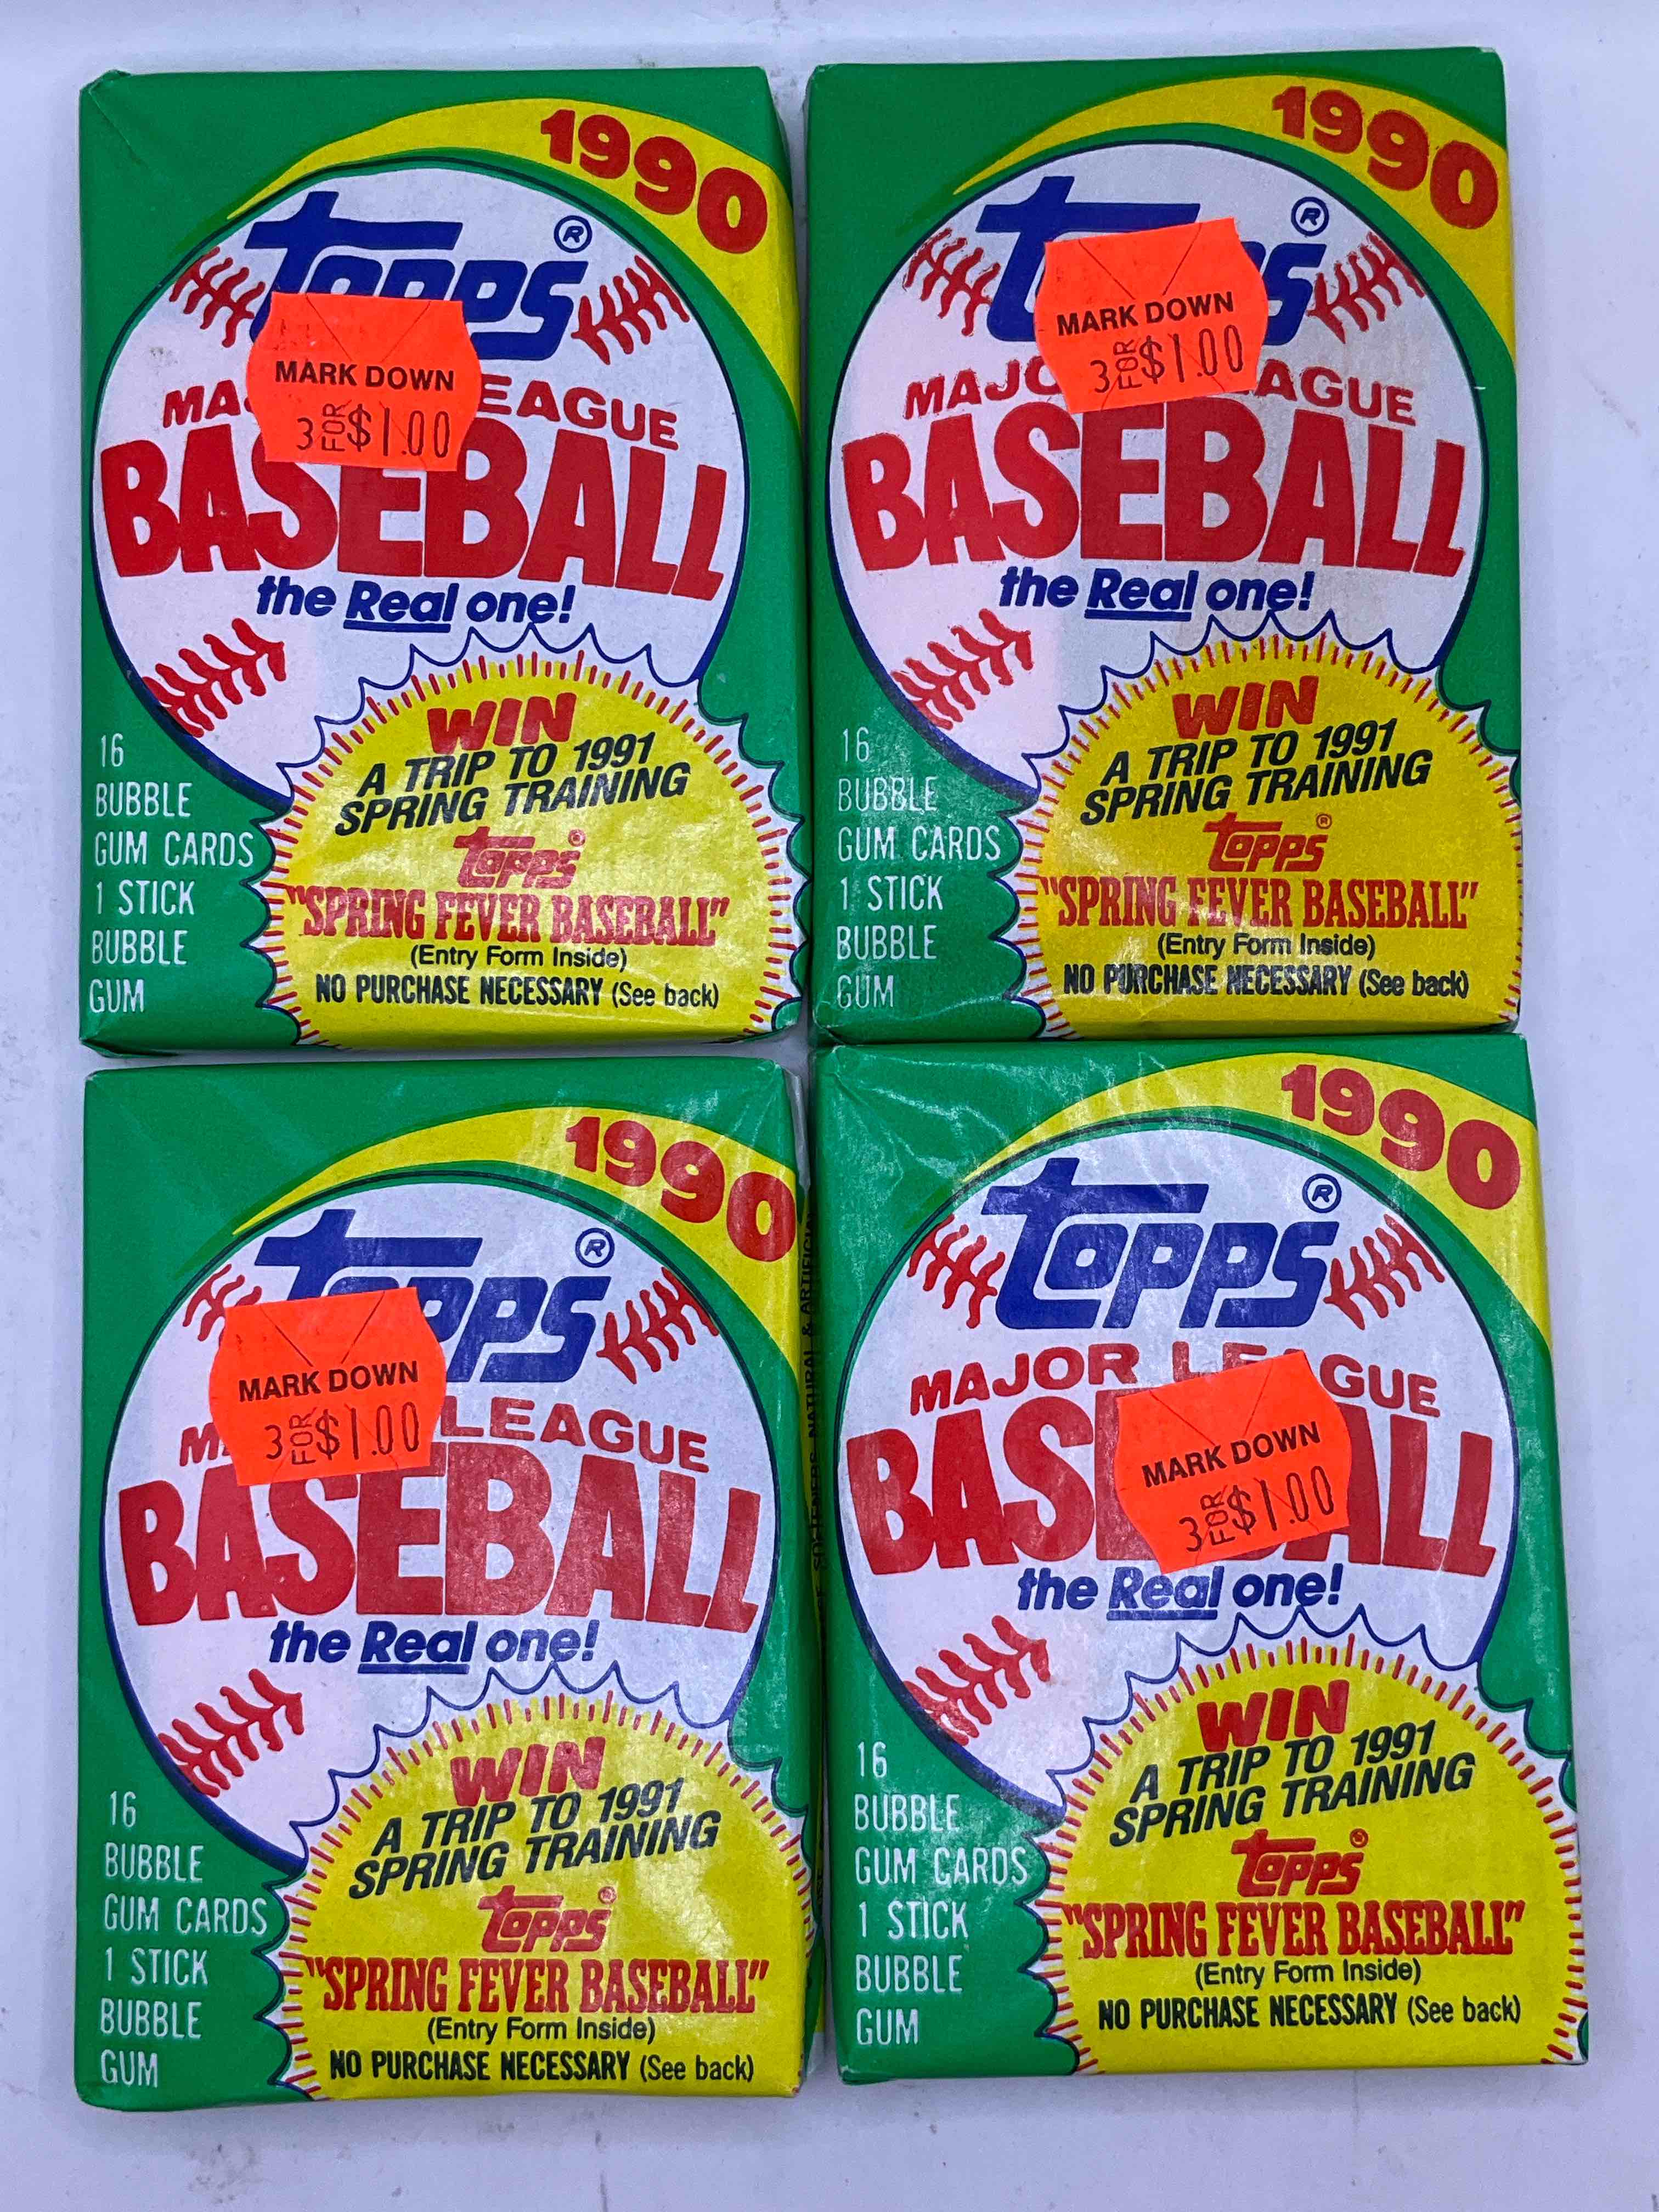 1990
Topps®
MARK DOWN
3 FOR $1.00
MA EAGUE
BASEBALL
the Real one!
16
BUBBLE
GUM CARDS
1 STICK
BUBBLE
GUM
WIN
A TRIP TO 1991
SPRING TRAINING
Topps®
"SPRING FEVER BASEBALL"
(Entry Form Inside)
NO PURCHASE NECESSARY (See back)
1990
T ps®
MARK DOWN
3 FOR $1.00
MAJO AGUE
BASEBALL
the Real one!
16
BUBBLE
GUM CARDS
1 STICK
BUBBLE
GUM
WIN
A TRIP TO 1991
SPRING TRAINING
Topps®
"SPRING FEVER BASEBALL"
(Entry Form Inside)
NO PURCHASE NECESSARY (See back)
1990
Topps®
MARK DOWN
3 FOR $1.00
M LEAGUE
BASEBALL
the Real one!
16
BUBBLE
GUM CARDS
1 STICK
BUBBLE
GUM
WIN
A TRIP TO 1991
SPRING TRAINING
Topps®
"SPRING FEVER BASEBALL"
(Entry Form Inside)
NO PURCHASE NECESSARY (See back)
SOFTENERS, NATURAL & ARTIFICIAL
1990
Topps®
MAJOR LEAGUE
BASEBALL
MARK DOWN
3 FOR $1.00
the Real one!
16
BUBBLE
GUM CARDS
1 STICK
BUBBLE
GUM
WIN
A TRIP TO 1991
SPRING TRAINING
Topps®
"SPRING FEVER BASEBALL"
(Entry Form Inside)
NO PURCHASE NECESSARY (See back)